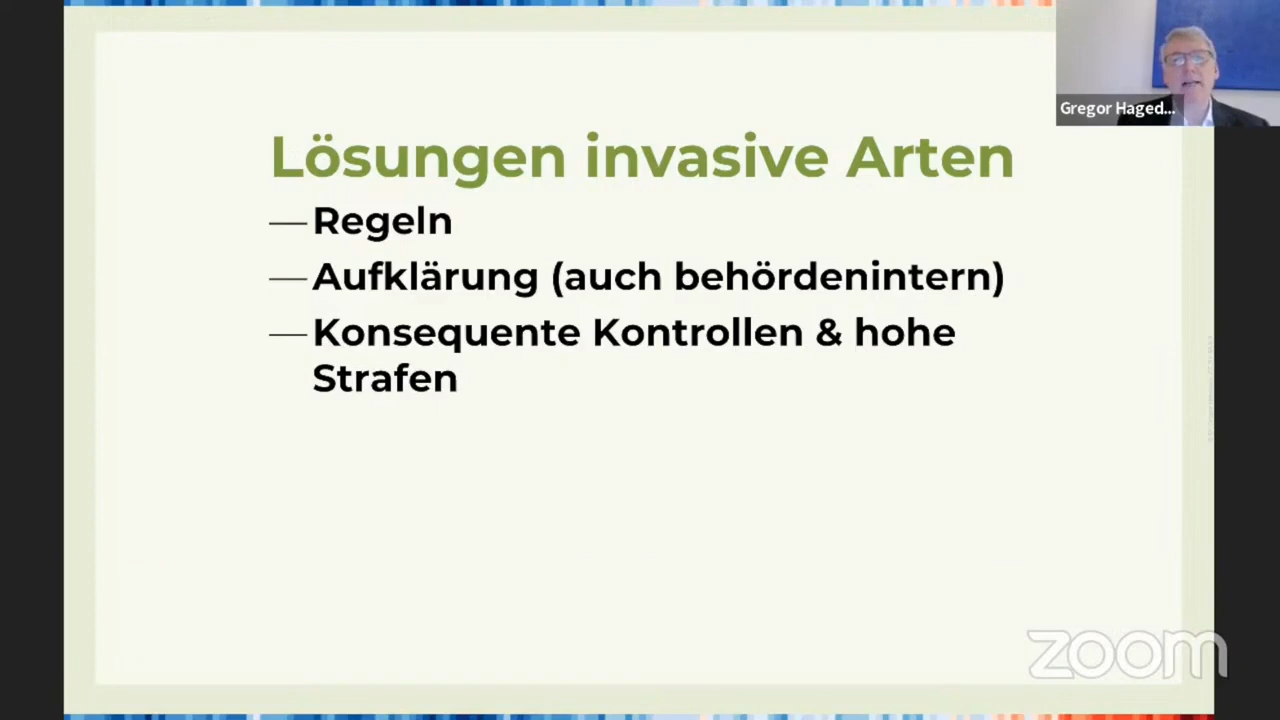 Lösungen invasive Arten
— Regeln
— Aufklärung (auch behördenintern)
— Konsequente Kontrollen & hohe
Strafen
Gregor Haged...
zoom